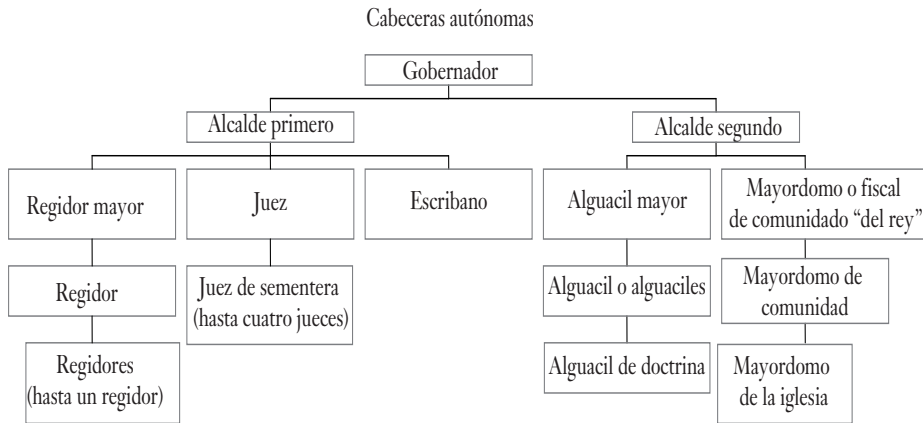 Cabeceras autónomas
Gobernador
Alcalde primero
Alcalde segundo
Regidor mayor
Juez
Escribano
Alguacil mayor
Mayordomo o fiscal
de comunidado “del rey”
Regidor
Juez de sementera
(hasta cuatro jueces)
Alguacil o alguaciles
Mayordomo de
comunidad
Regidores
(hasta un regidor)
Alguacil de doctrina
Mayordomo
de la iglesia